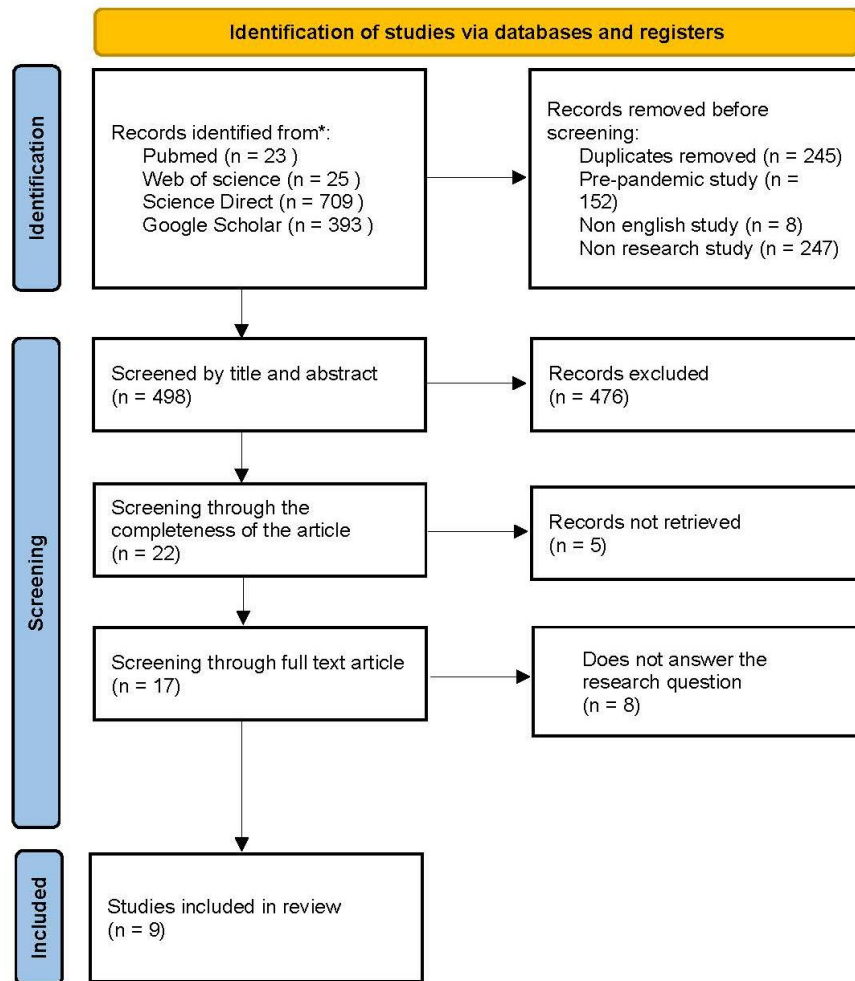 Identification of studies via databases and registers
Identification
Records identified from*:
Pubmed (n = 23 )
Web of science (n = 25 )
Science Direct (n = 709 )
Google Scholar (n = 393 )
Records removed before
screening:
Duplicates removed (n = 245)
Pre-pandemic study (n =
152)
Non english study (n = 8)
Non research study (n = 247)
Screening
Screened by title and abstract
(n = 498)
Records excluded
(n = 476)
Screening through the
completeness of the article
(n = 22)
Records not retrieved
(n = 5)
Screening through full text article
(n = 17)
Does not answer the
research question
(n = 8)
Included
Studies included in review
(n = 9)